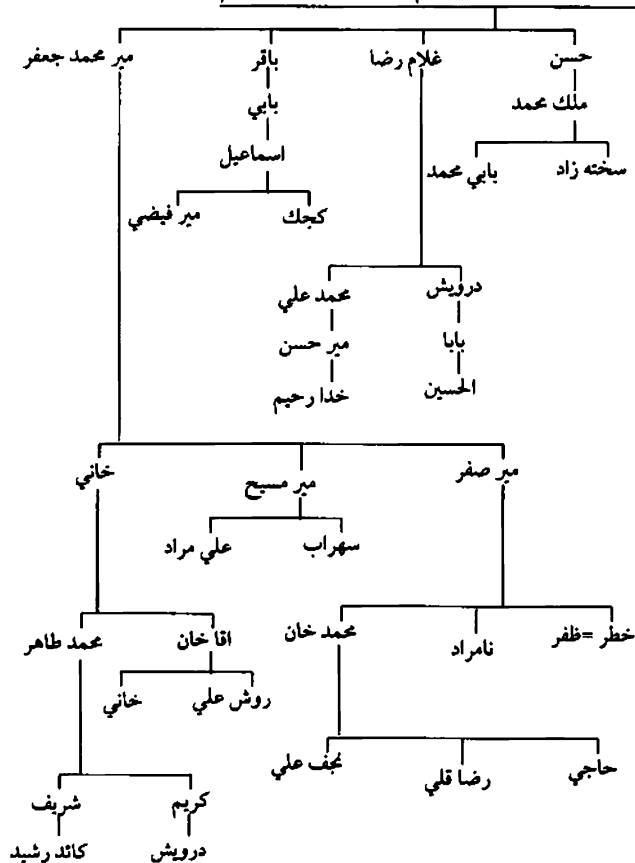 حسن غلام رضا باقر مير محمد جعفر
ملك محمد بابي
سخته زاد بابي محمد اسماعيل
كجك مير فيضي
درويش محمد علي
بابا مير حسن
الحسين خدا رحيم
مير صفر مير مسيح خاني
سهراب علي مراد
خطر =ظفر نامراد محمد خان اقا خان محمد طاهر
روش علي خاني
حاجي رضا قلي نجف علي
كريم شريف
درويش كائد رشيد